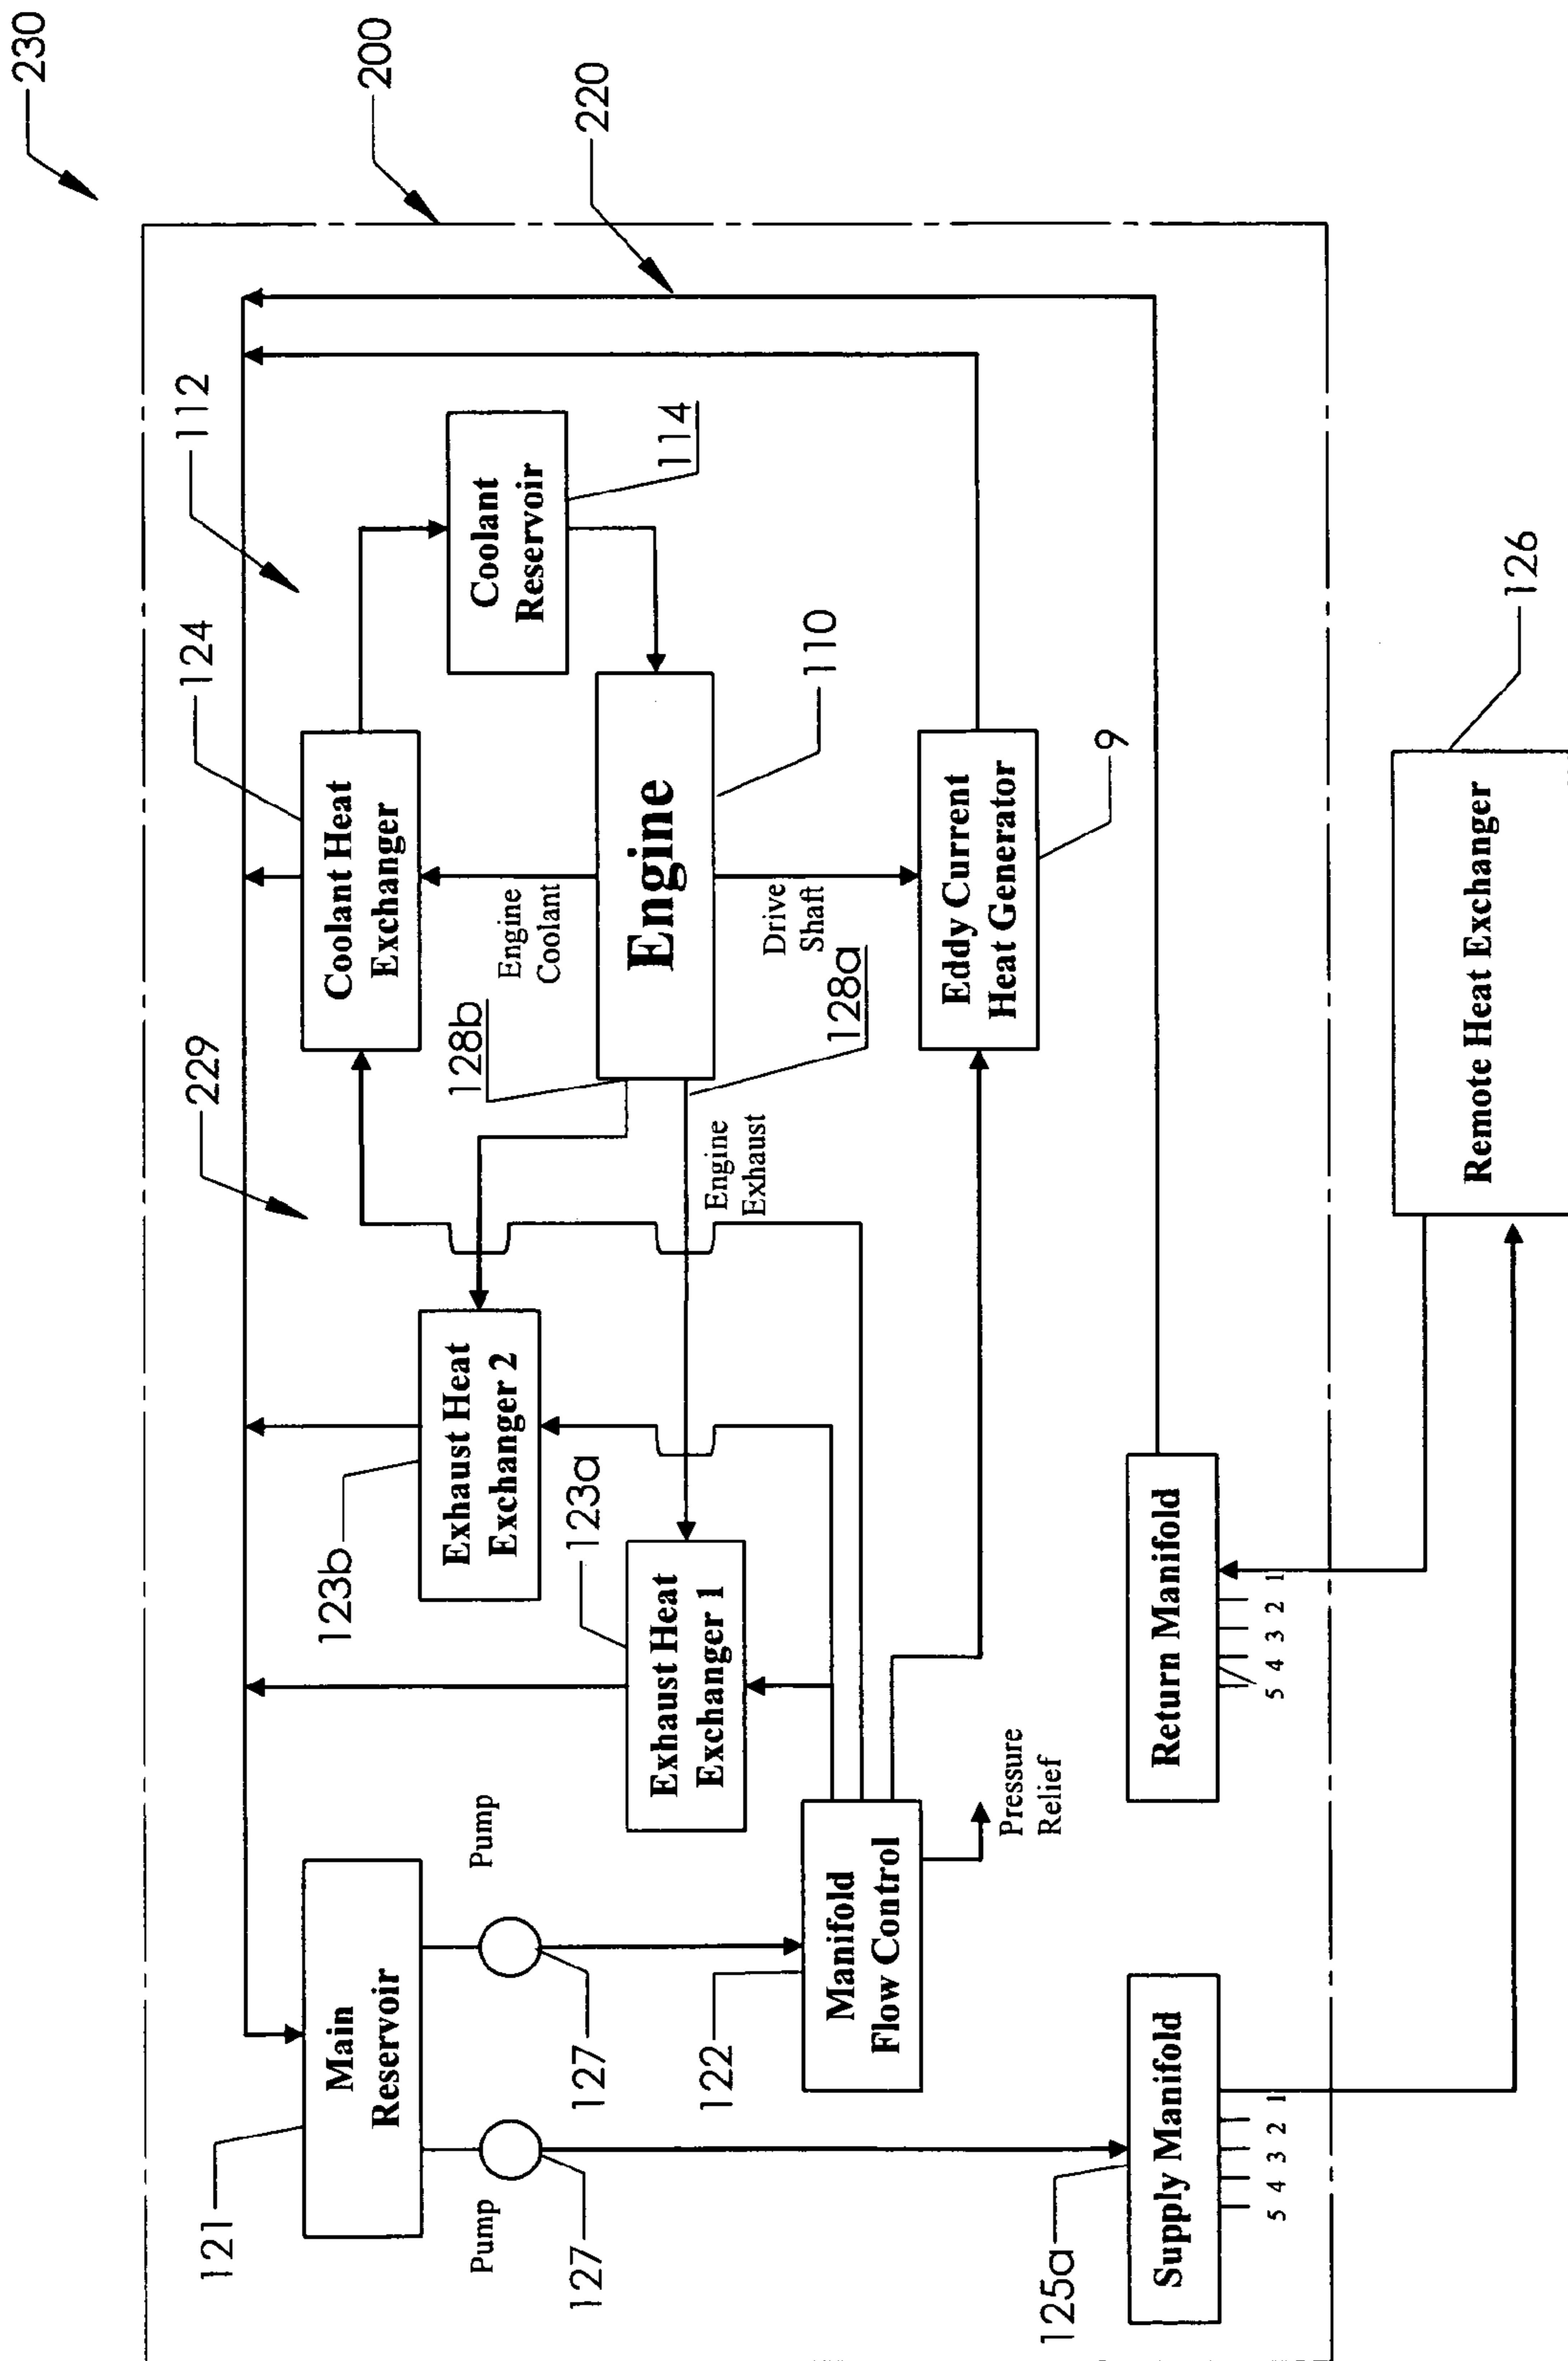 230
200
220
112
124
229
Coolant Heat
Exchanger
Coolant
Reservoir
114
Engine
Coolant
Engine
110
128b
128a
Drive
Shaft
Engine
Exhaust
Eddy Current
Heat Generator
9
123b
Exhaust Heat
Exchanger 2
123a
Exhaust Heat
Exchanger 1
121
Main
Reservoir
Pump
Pump
127
127
122
Manifold
Flow Control
Pressure
Relief
125a
Supply Manifold
5 4 3 2 1
Return Manifold
5 4 3 2 1
Remote Heat Exchanger
126